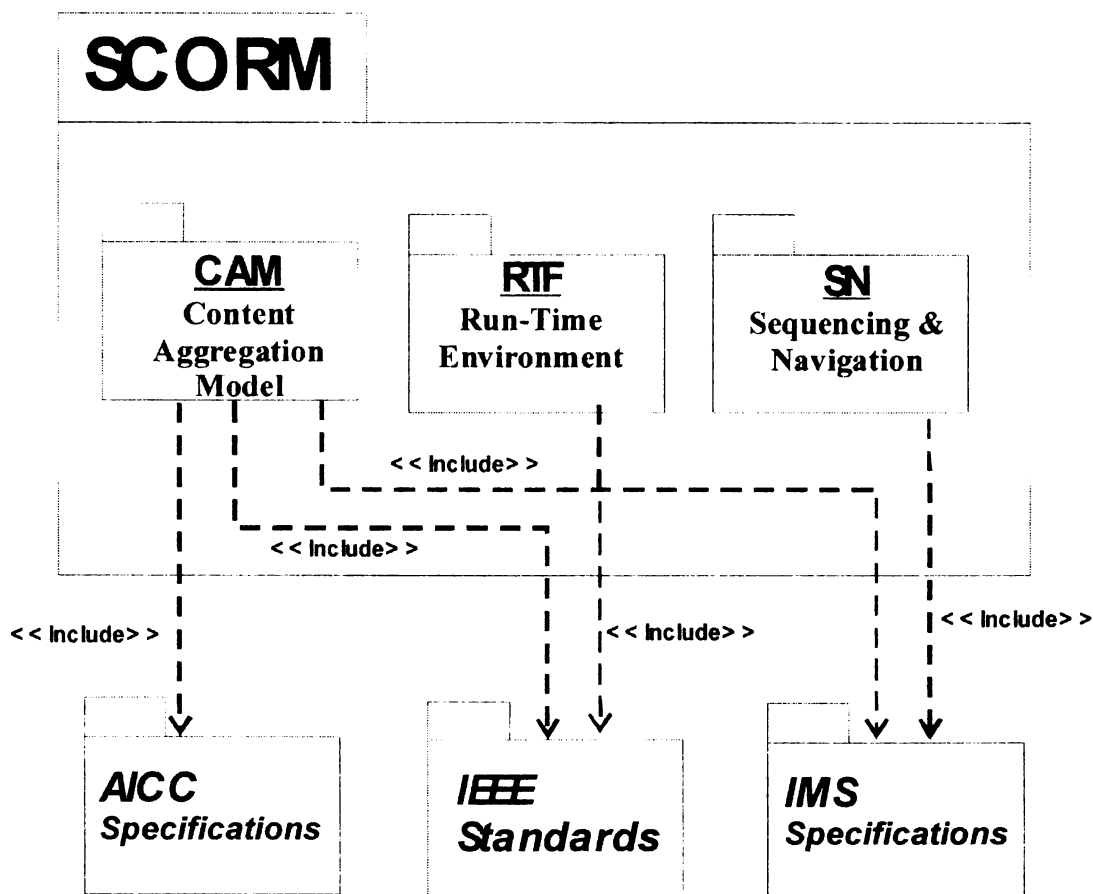 SCORM
CAM
Content
Aggregation
Model
RTF
Run-Time
Environment
SN
Sequencing &
Navigation
<< Include>>
<< Include>>
<< Include>>
<< Include>>
<< Include>>
AICC
Specifications
IEEE
Standards
IMS
Specifications